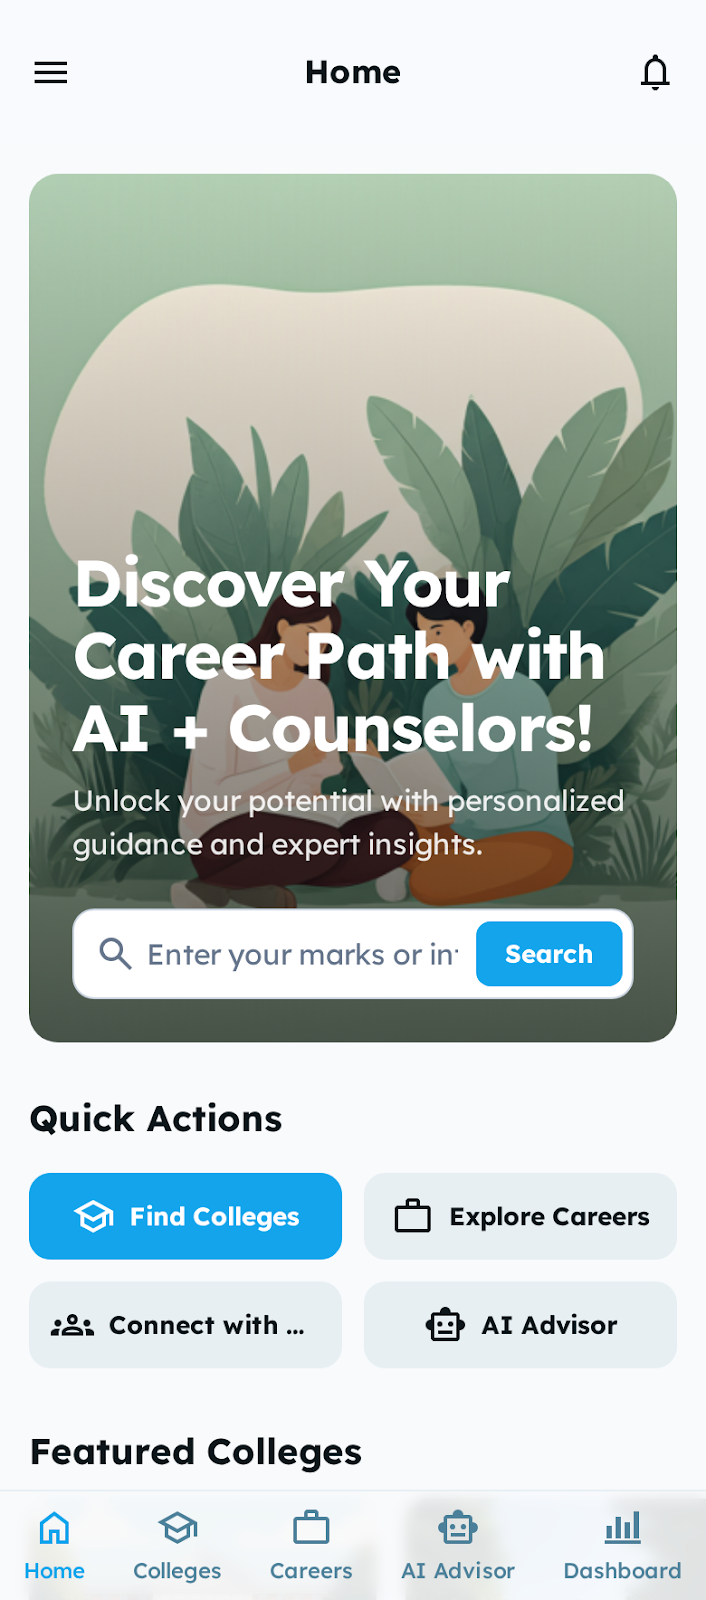 Home
Discover Your
Career Path with
AI + Counselors!
Unlock your potential with personalized
guidance and expert insights.
Enter your marks or in
Search
Quick Actions
Find Colleges
Explore Careers
Connect with ...
AI Advisor
Featured Colleges
Home
Colleges
Careers
AI Advisor
Dashboard